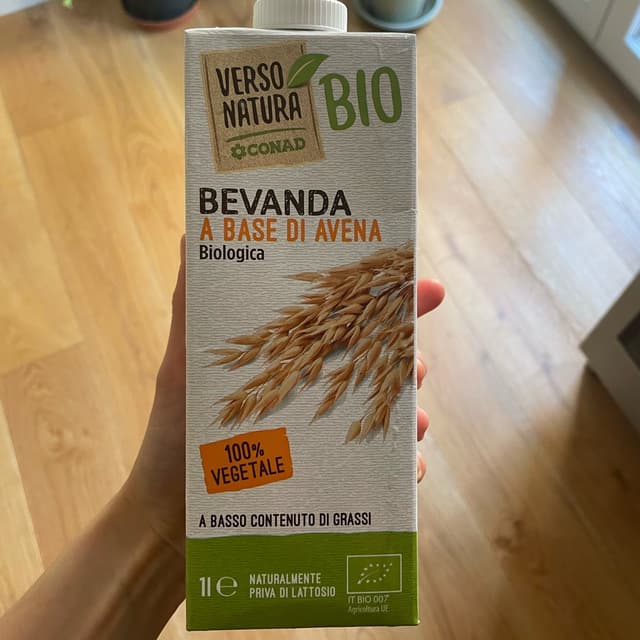 VERSO
NATURA
CONAD
BIO
BEVANDA
A BASE DI AVENA
Biologica
100%
VEGETALE
A BASSO CONTENUTO DI GRASSI
1l e NATURALMENTE
PRIVA DI LATTOSIO
IT BIO 007
Agricoltura UE